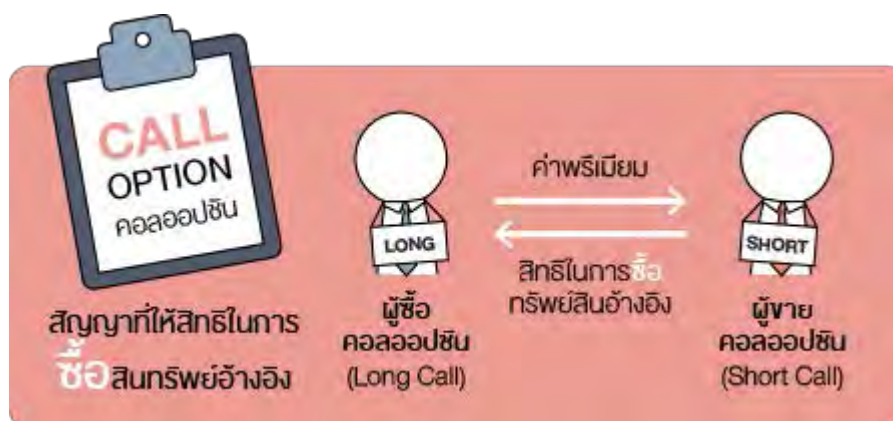 CALL
OPTION
คอลออปชัน
สัญญาที่ให้สิทธิในการ
ซื้อสินทรัพย์อ้างอิง
LONG
ผู้ซื้อ
คอลออปชัน
(Long Call)
ค่าพรีเมียม
สิทธิในการซื้อ
ทรัพย์สินอ้างอิง
SHORT
ผู้ขาย
คอลออปชัน
(Short Call)